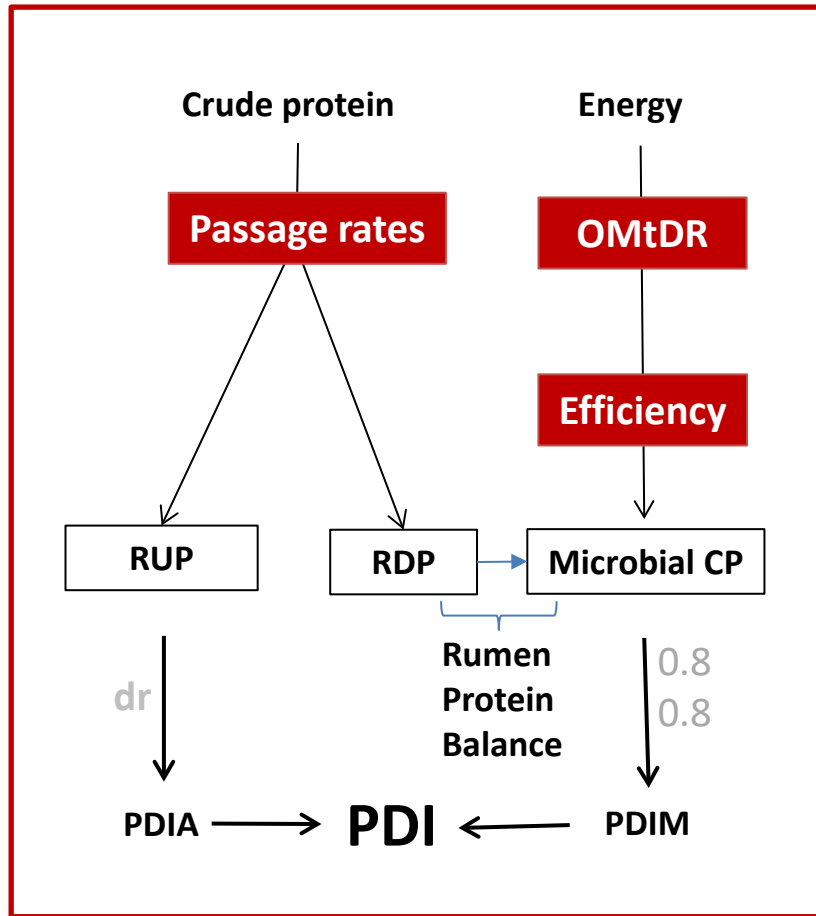 Crude protein
Energy
Passage rates
OMtDR
Efficiency
RUP
RDP
Microbial CP
Rumen
Protein
Balance
dr
0.8
0.8
PDIA
PDI
PDIM